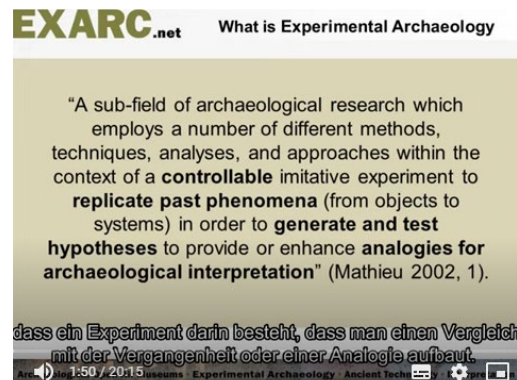 EXARC.net What is Experimental Archaeology
“A sub-field of archaeological research which
employs a number of different methods,
techniques, analyses, and approaches within the
context of a controllable imitative experiment to
replicate past phenomena (from objects to
systems) in order to generate and test
hypotheses to provide or enhance analogies for
archaeological interpretation” (Mathieu 2002, 1).
dass ein Experiment darin besteht, dass man einen Vergleich
mit der Vergangenheit oder einer Analogie aufbaut.
1:50 / 20:15 Museums · Experimental Archaeology · Ancient